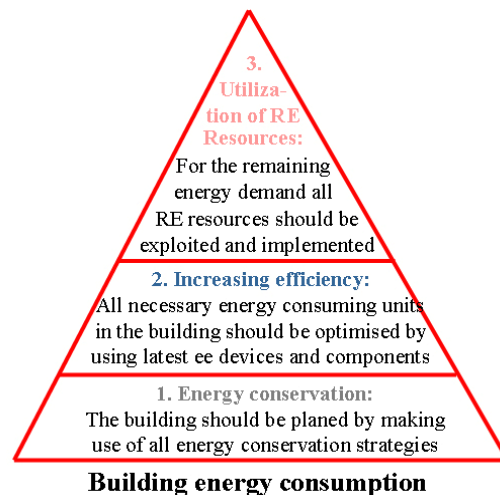 3.
Utiliza-
tion of RE
Resources:
For the remaining
energy demand all
RE resources should be
exploited and implemented
2. Increasing efficiency:
All necessary energy consuming units
in the building should be optimised by
using latest ee devices and components
1. Energy conservation:
The building should be planed by making
use of all energy conservation strategies
Building energy consumption